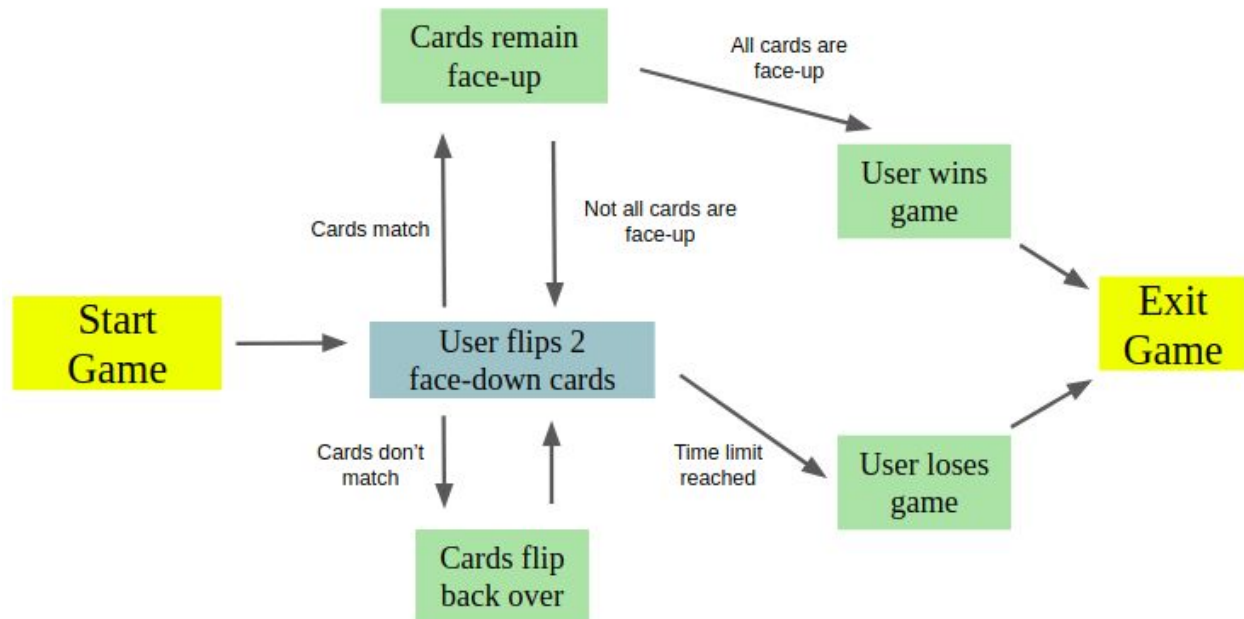 Cards remain
face-up
All cards are
face-up
User wins
game
Cards match
Not all cards are
face-up
Start
Game
User flips 2
face-down cards
Exit
Game
Cards don’t
match
Time limit
reached
User loses
game
Cards flip
back over